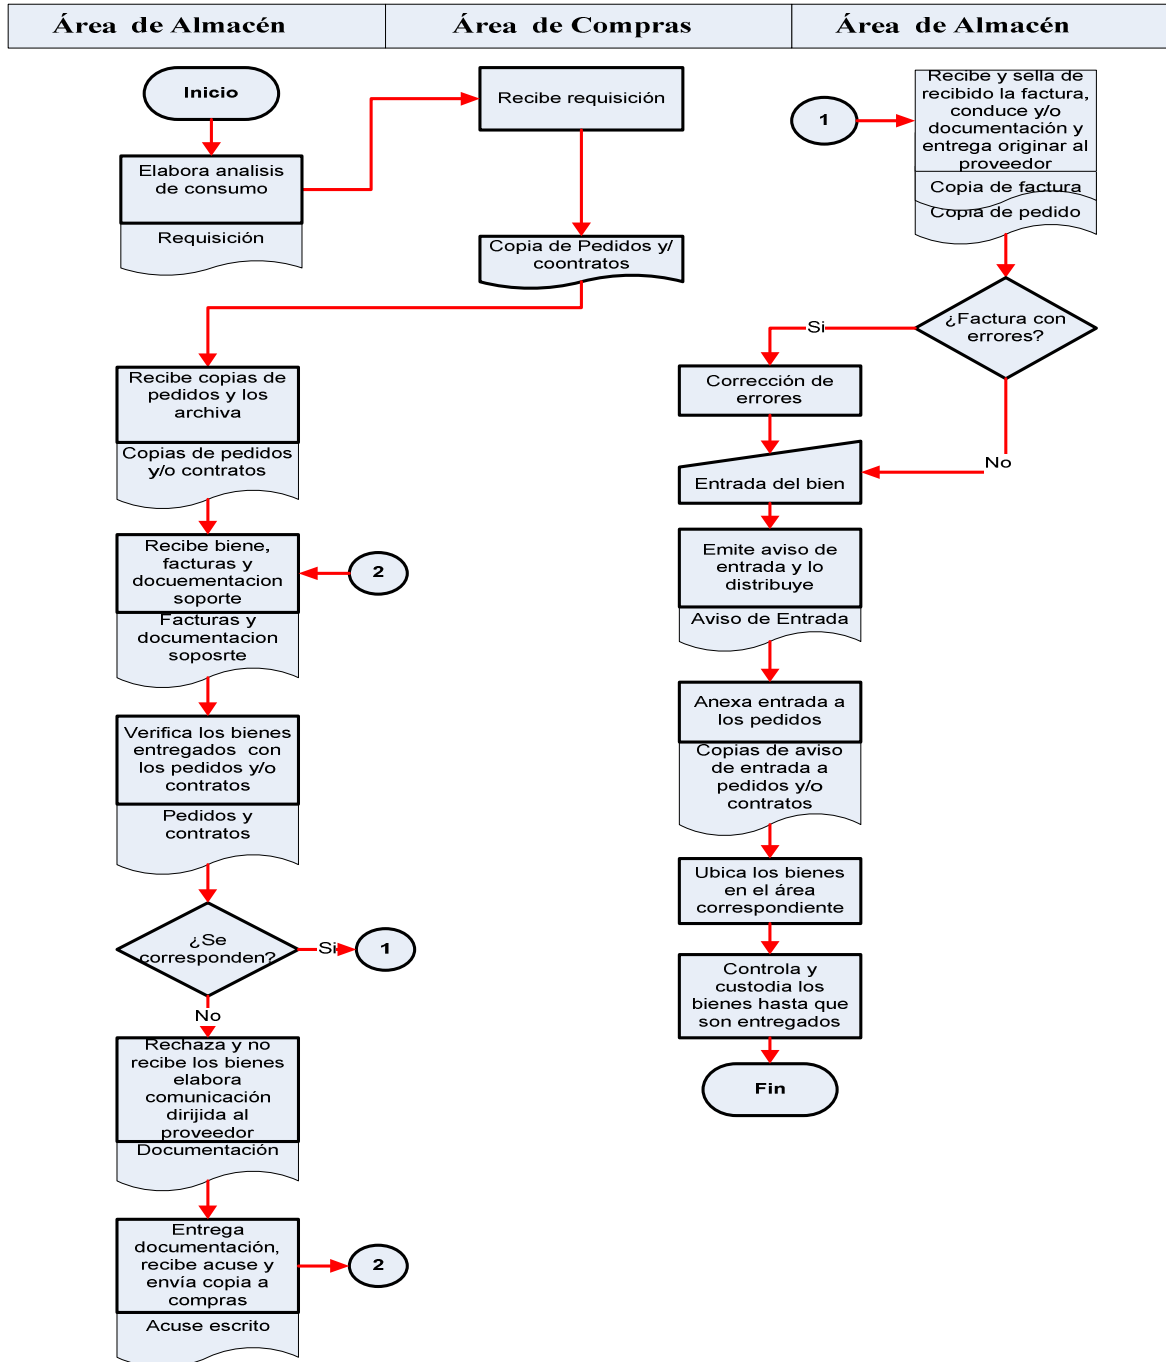 Área de Almacén
Área de Compras
Área de Almacén
Inicio
Elabora analisis
de consumo
Requisición
Recibe requisición
Copia de Pedidos y/
coontratos
Recibe copias de
pedidos y los
archiva
Copias de pedidos
y/o contratos
Recibe biene,
facturas y
docuementacion
soporte
2
Facturas y
documentacion
soposrte
Verifica los bienes
entregados con
los pedidos y/o
contratos
Pedidos y
contratos
¿Se
corresponden?
Si
1
No
Rechaza y no
recibe los bienes
elabora
comunicación
dirijida al
proveedor
Documentación
Entrega
documentación,
recibe acuse y
envía copia a
compras
2
Acuse escrito
1
Recibe y sella de
recibido la factura,
conduce y/o
documentación y
entrega originar al
proveedor
Copia de factura
Copia de pedido
¿Factura con
errores?
Si
No
Corrección de
errores
Entrada del bien
Emite aviso de
entrada y lo
distribuye
Aviso de Entrada
Anexa entrada a
los pedidos
Copias de aviso
de entrada a
pedidos y/o
contratos
Ubica los bienes
en el área
correspondiente
Controla y
custodia los
bienes hasta que
son entregados
Fin